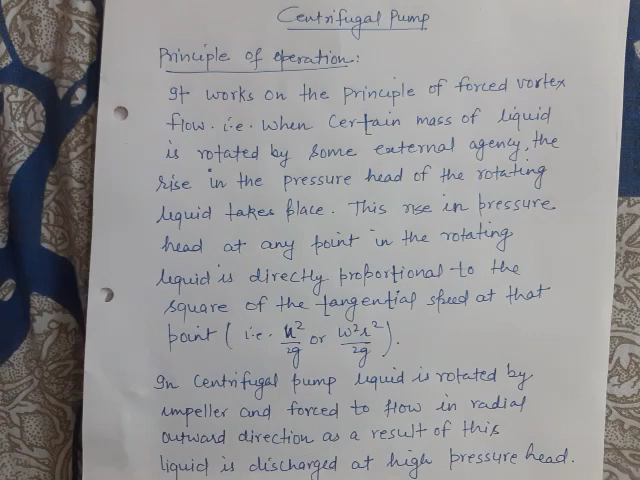 Centrifugal Pump
Principle of operation:
It works on the principle of forced vortex
flow. i.e. when certain mass of liquid
is rotated by some external agency, the
rise in the pressure head of the rotating
liquid takes place. This rise in pressure
head at any point in the rotating
liquid is directly proportional to the
square of the tangential speed at that
point ( i.e. u²/2g or ω²r²/2g ).
In centrifugal pump liquid is rotated by
impeller and forced to flow in radial
outward direction as a result of this
liquid is discharged at high pressure head.